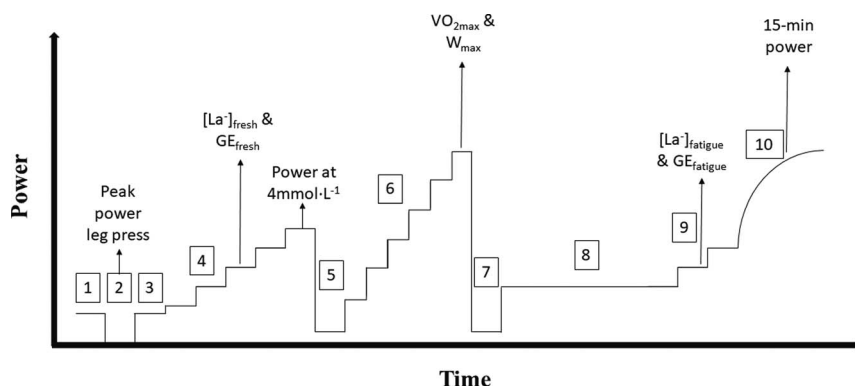 VO2max &
Wmax
15-min
power
[La-]fresh &
GEfresh
[La-]fatigue
& GEfatigue
10
Power at
4mmol·L-1
Peak
power
leg press
6
9
4
8
1
2
3
5
7
Power
Time